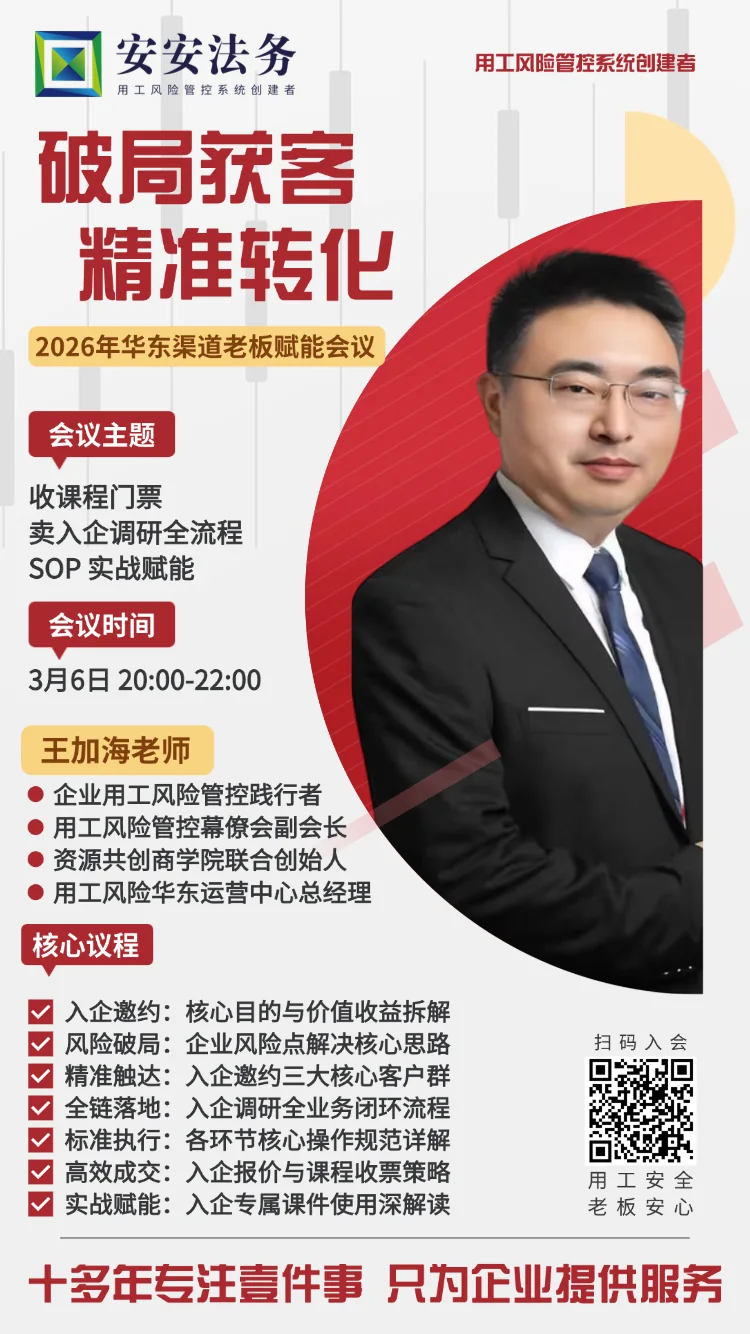 安安法务
用工风险管控系统创建者
用工风险管控系统创建者
破局获客
精准转化
2026年华东渠道老板赋能会议
会议主题
收课程门票
卖入企调研全流程
SOP 实战赋能
会议时间
3月6日 20:00-22:00
王加海老师
企业用工风险管控践行者
用工风险管控幕僚会副会长
资源共创商学院联合创始人
用工风险华东运营中心总经理
核心议程
入企邀约：核心目的与价值收益拆解
风险破局：企业风险点解决核心思路
精准触达：入企邀约三大核心客户群
全链落地：入企调研全业务闭环流程
标准执行：各环节核心操作规范详解
高效成交：入企报价与课程收票策略
实战赋能：入企专属课件使用深解读
扫码入会
用工安全
老板安心
十多年专注壹件事 只为企业提供服务